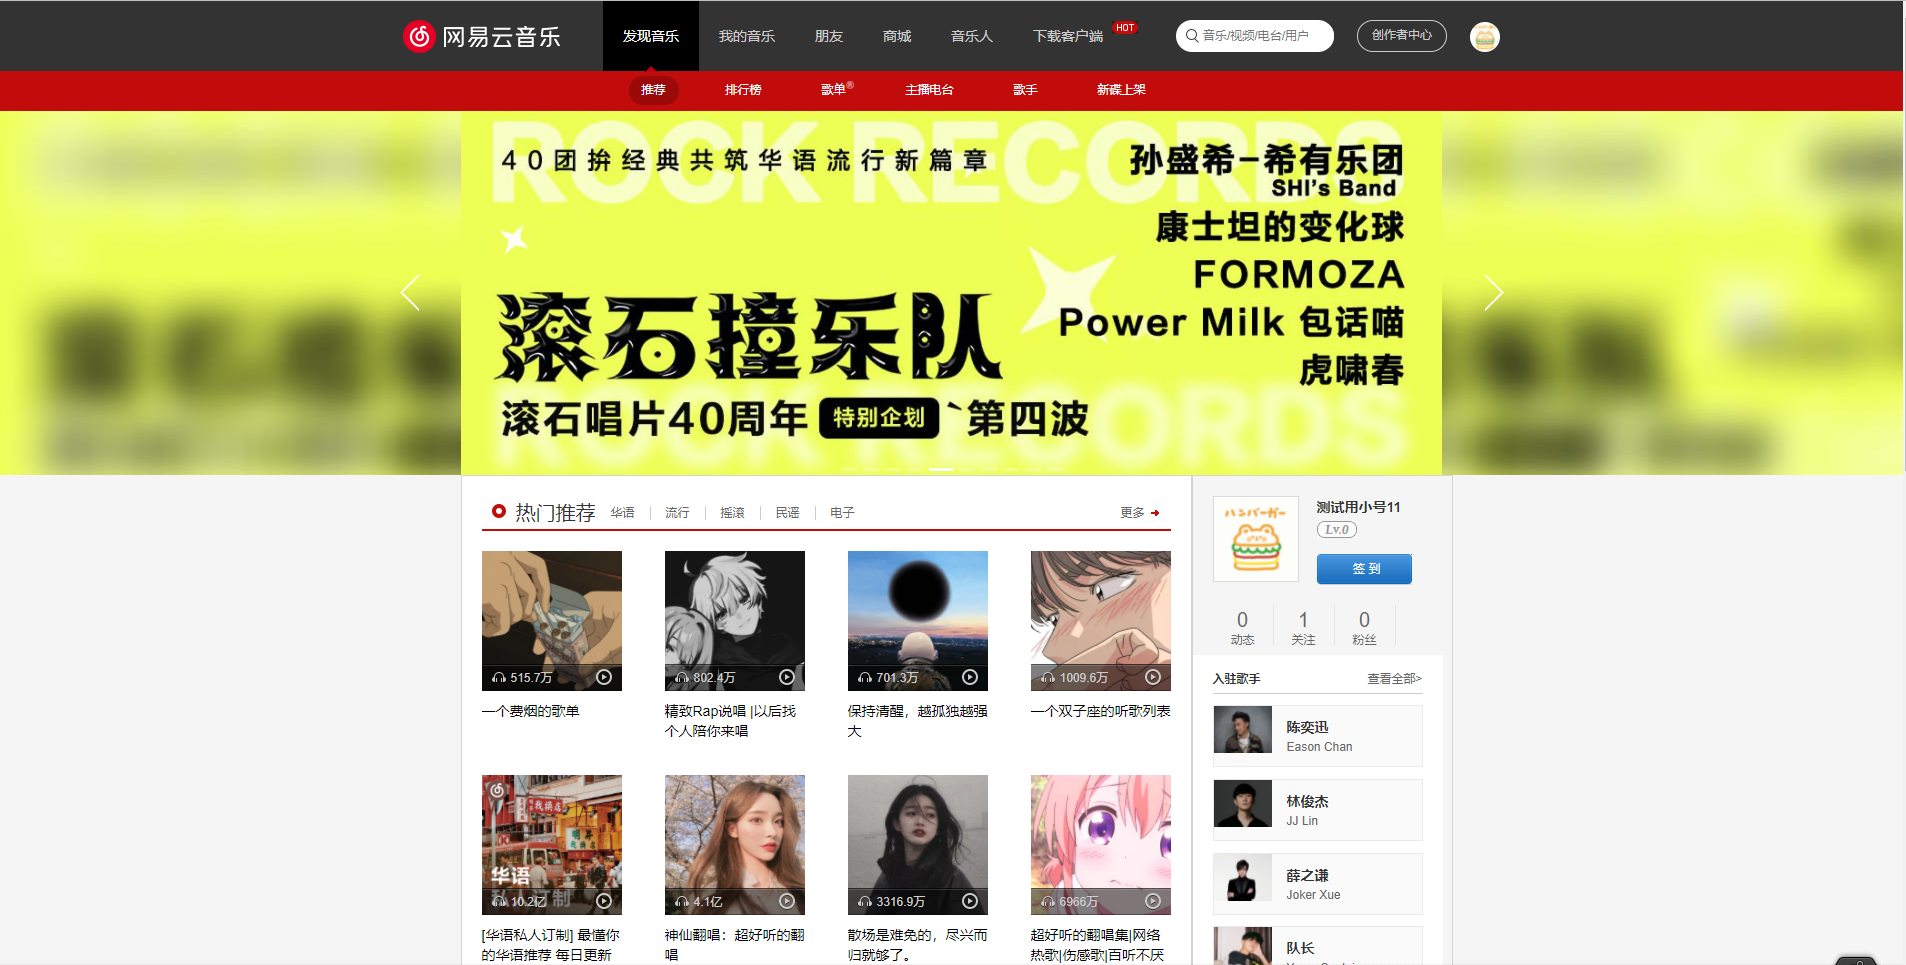 网易云音乐
发现音乐
我的音乐
朋友
商城
音乐人
下载客户端
HOT
音乐/视频/电台/用户
创作者中心
推荐
排行榜
歌单®
主播电台
歌手
新碟上架
ROCK RECORDS
40团拚经典共筑华语流行新篇章
孙盛希-希有乐团
SHI's Band
康士坦的变化球
FORMOZA
Power Milk 包话喵
虎啸春
滚石撞乐队
ROCK RECORDS
滚石唱片40周年 特别企划 `第四波
热门推荐
华语
流行
摇滚
民谣
电子
更多
515.7万
802.4万
701.3万
1009.6万
一个费烟的歌单
精致Rap说唱 |以后找
个人陪你来唱
保持清醒，越孤独越强
大
一个双子座的听歌列表
华语
私人订制
10.2亿
4.1亿
3316.9万
6966万
[华语私人订制] 最懂你
的华语推荐 每日更新
神仙翻唱：超好听的翻
唱
散场是难免的，尽兴而
归就够了。
超好听的翻唱集|网络
热歌|伤感歌|百听不厌
ハンバーガー
测试用小号11
Lv.0
签 到
0
动态
1
关注
0
粉丝
入驻歌手
查看全部>
陈奕迅
Eason Chan
林俊杰
JJ Lin
薛之谦
Joker Xue
队长